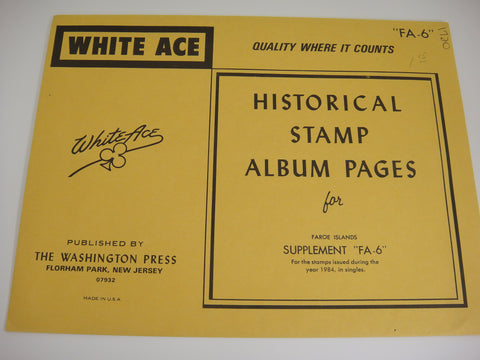 WHITE ACE
QUALITY WHERE IT COUNTS
"FA-6"
White Ace
PUBLISHED BY
THE WASHINGTON PRESS
FLORHAM PARK, NEW JERSEY
07932
MADE IN U.S.A.
HISTORICAL
STAMP
ALBUM PAGES
for
FAROE ISLANDS
SUPPLEMENT "FA-6"
For the stamps issued during the
year 1984, in singles.